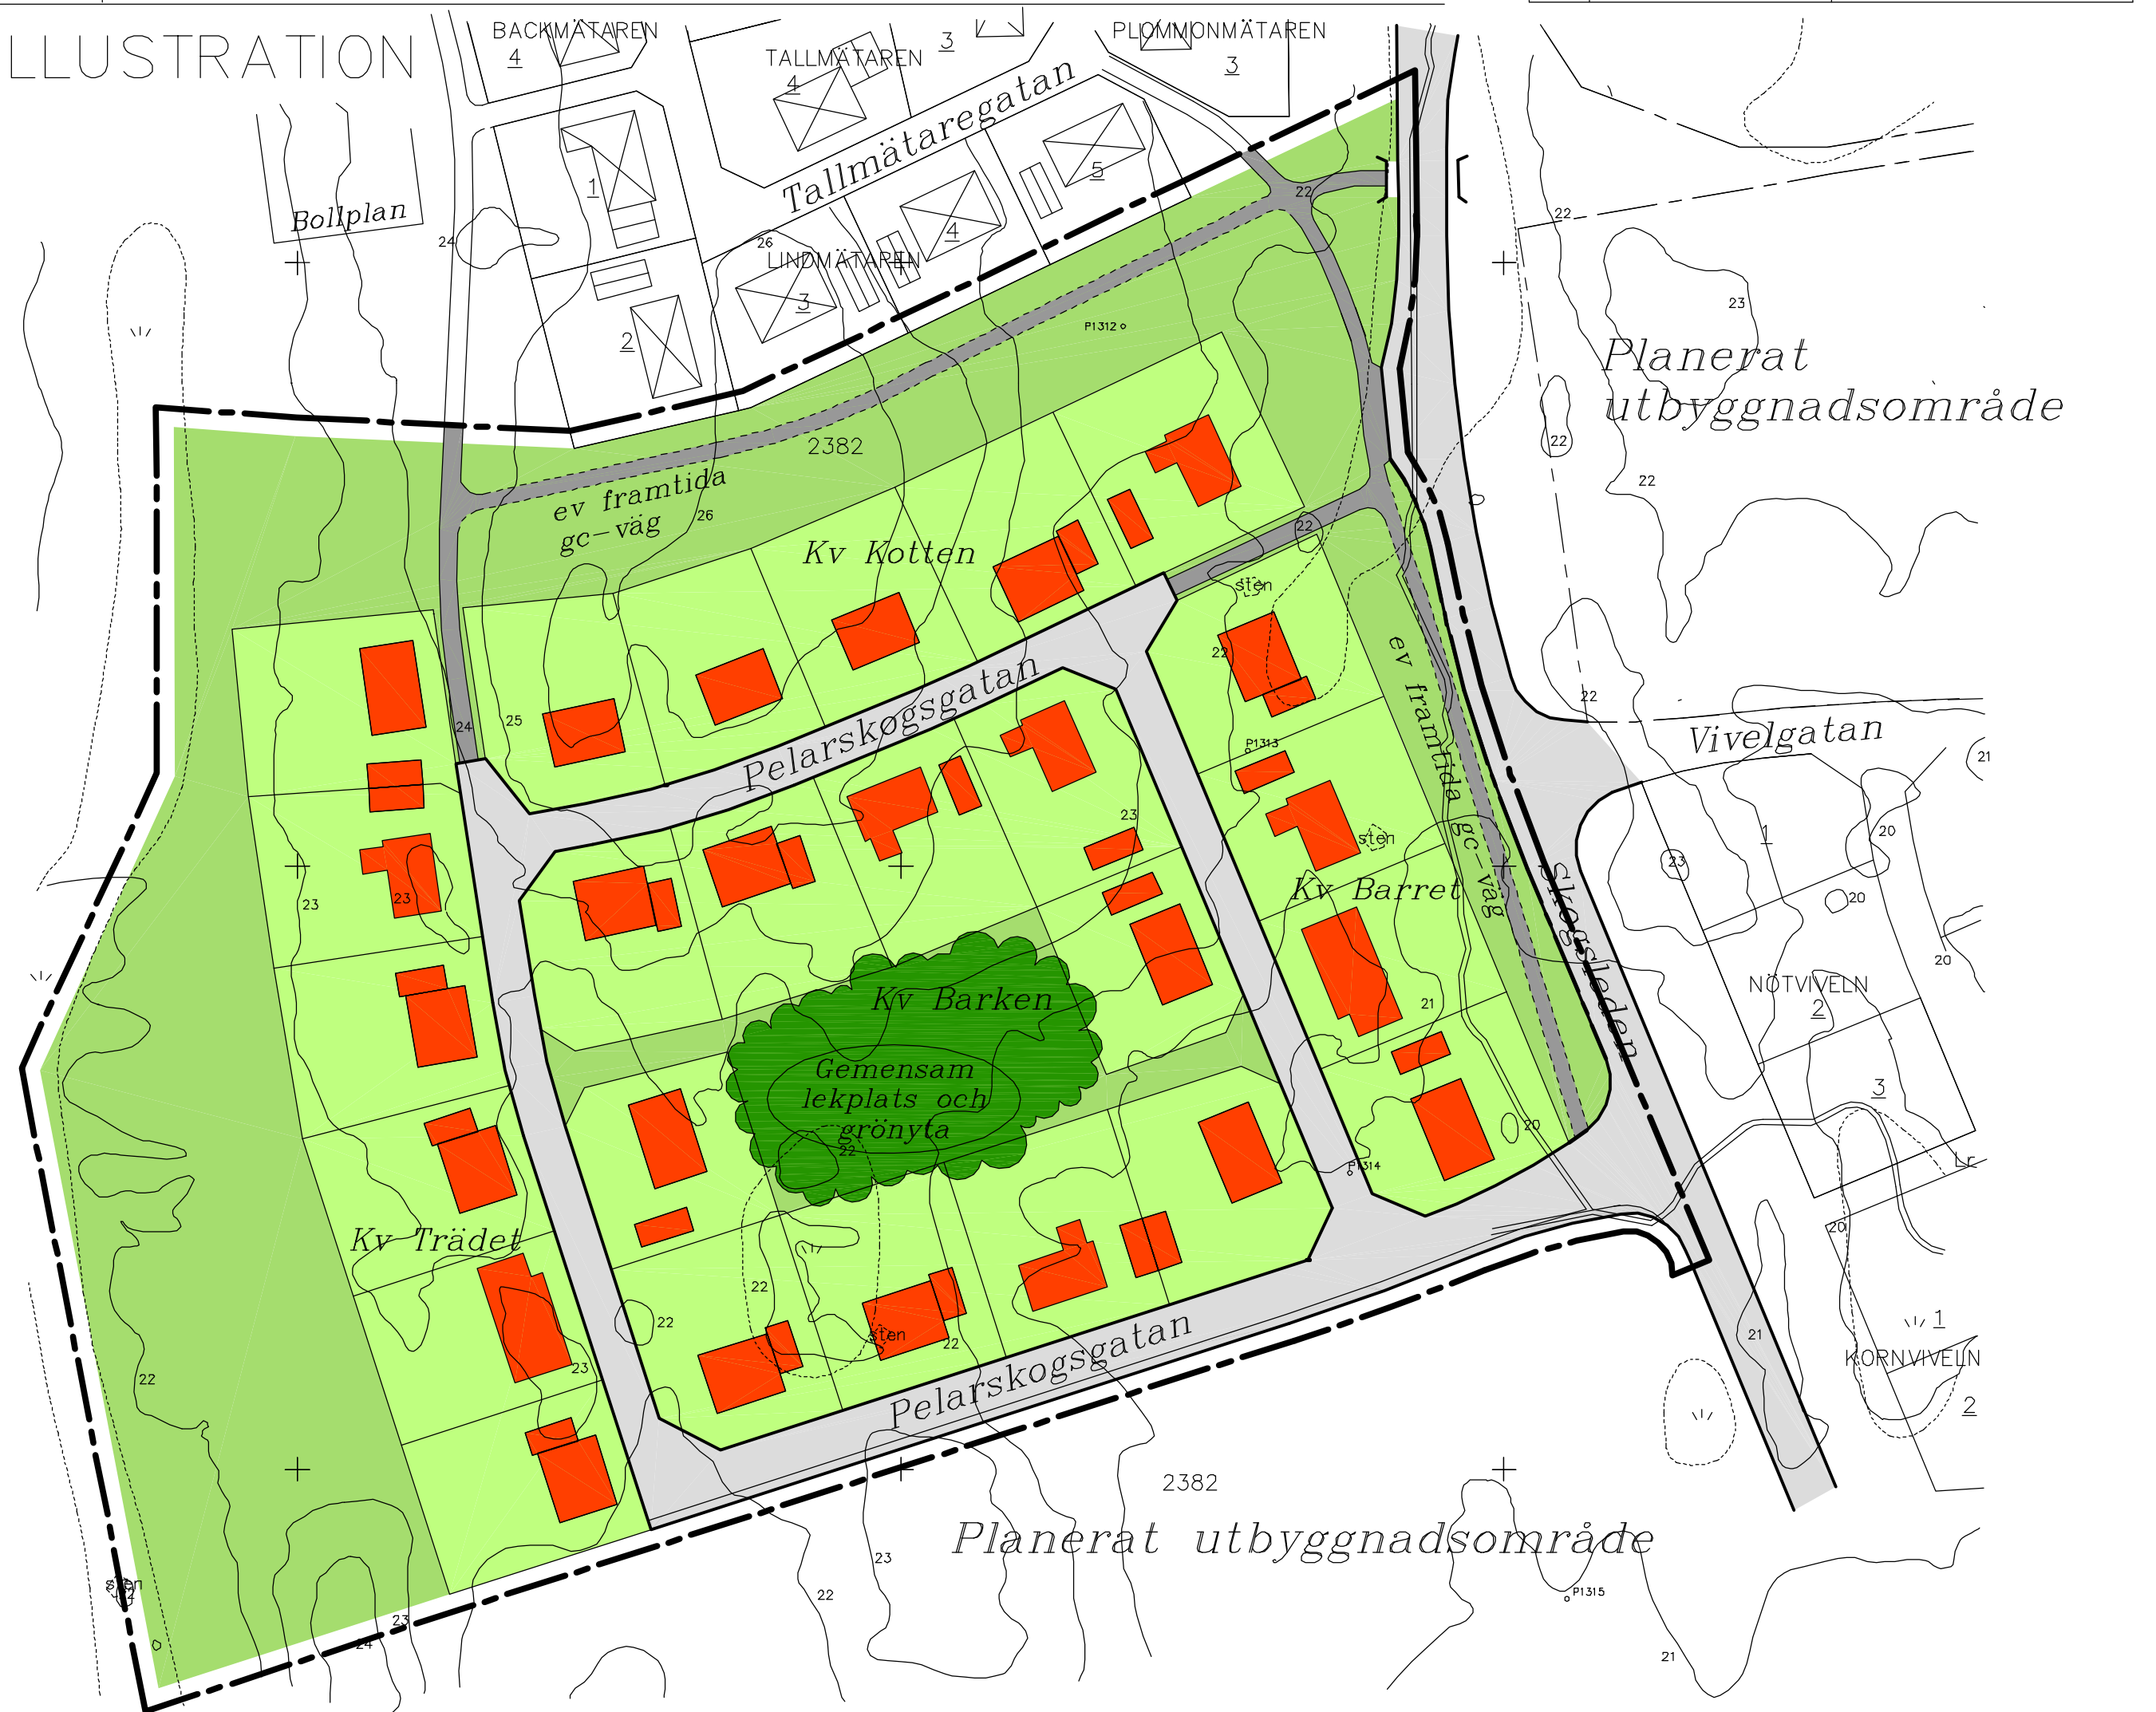 LLUSTRATION
BACKMÄTAREN
4
TALLMÄTAREN
4
3
PLOMMONMÄTAREN
3
Tallmätaregatan
Bollplan
1
2
LINDMÄTAREN
3
4
5
24
26
22
22
P1312
23
Planerat
utbyggnadsområde
22
22
2382
ev framtida
gc-väg
26
Kv Kotten
22
sten
22
24
25
Pelarskogsgatan
P1313
ev framtida gc-väg
22
Vivelgatan
21
23
23
23
sten
Kv Barret
Skogsleden
1
20
23
20
20
NÖTVIVELN
2
3
Kv Barken
21
Gemensam
lekplats och
grönyta
22
20
P1314
Lr
20
Kv Trädet
22
22
sten
22
23
Pelarskogsgatan
21
1
KORNVIVELN
2
22
2382
Planerat utbyggnadsområde
23
22
P1315
sten
22
23
24
21